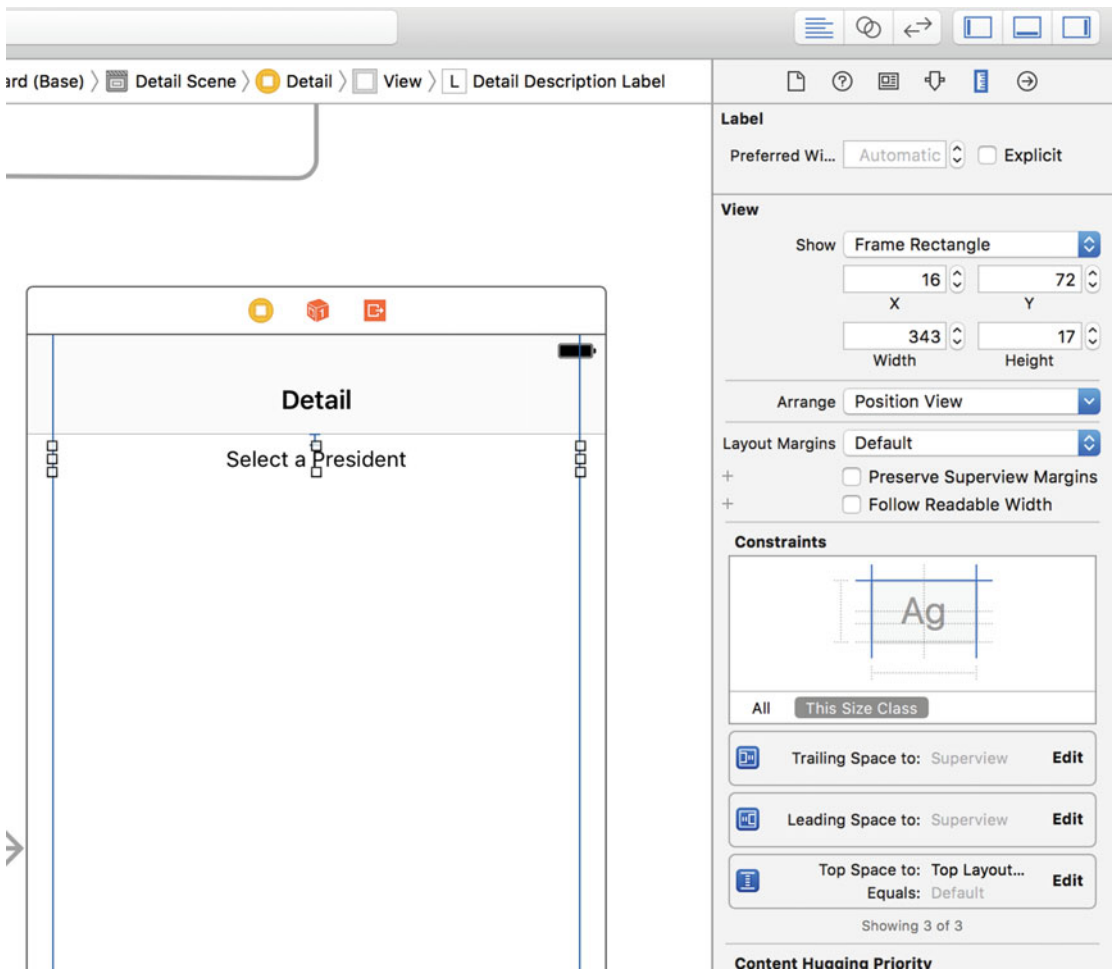 ard (Base) 〉 Detail Scene 〉 Detail 〉 View 〉 L Detail Description Label
Label
Preferred Wi... Automatic Explicit
View
Show Frame Rectangle
16 72
X Y
343 17
Width Height
Arrange Position View
Layout Margins Default
+ Preserve Superview Margins
+ Follow Readable Width
Constraints
Ag
All This Size Class
Trailing Space to: Superview Edit
Leading Space to: Superview Edit
Top Space to: Top Layout... Edit
Equals: Default
Showing 3 of 3
Content Hugging Priority
1
Detail
Select a President